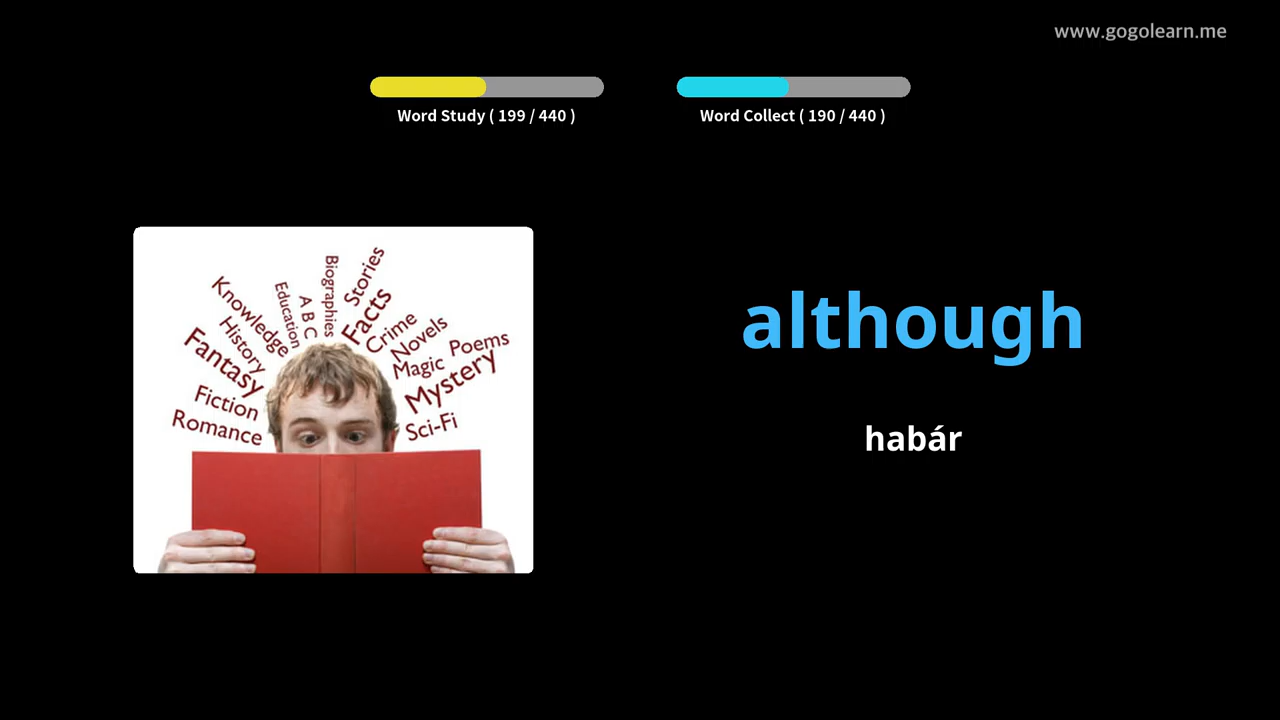 www.gogolearn.me
Word Study ( 199 / 440 )
Word Collect ( 190 / 440 )
although
habár
Knowledge
Education
A B C
Biographies
Stories
Facts
Crime
Novels
Poems
Magic
Mystery
Sci-Fi
History
Fantasy
Fiction
Romance